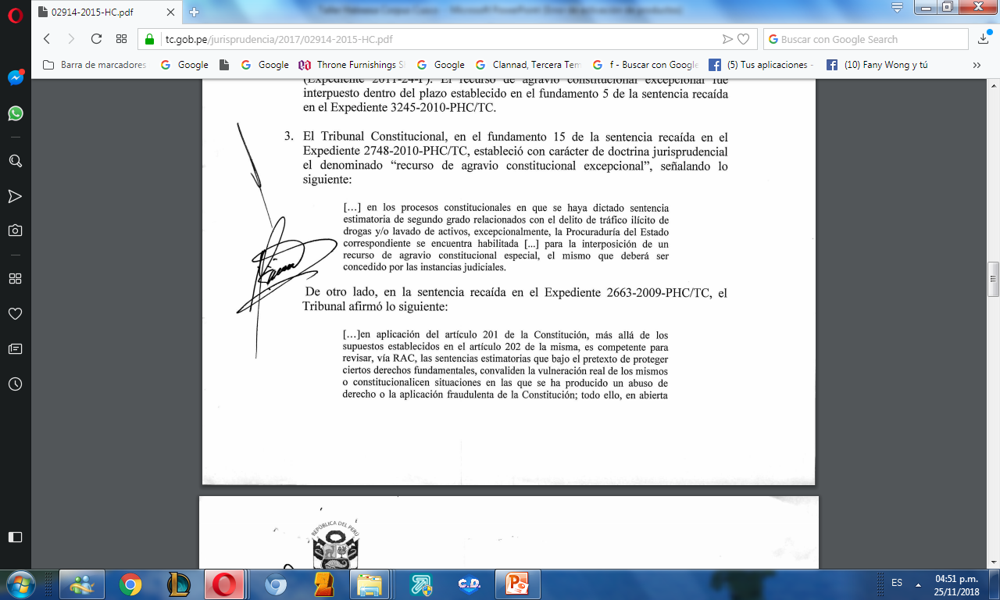 02914-2015-HC.pdf
tc.gob.pe/jurisprudencia/2017/02914-2015-HC.pdf
Buscar con Google Search
Barra de marcadores
Google
Google
Throne Furnishings S
Google
Clannad, Tercera Tem
f - Buscar con Google
(5) Tus aplicaciones -
(10) Fany Wong y tú
(Expediente 2011-24-P). El recurso de agravio constitucional excepcional fue
interpuesto dentro del plazo establecido en el fundamento 5 de la sentencia recaída
en el Expediente 3245-2010-PHC/TC.
3. El Tribunal Constitucional, en el fundamento 15 de la sentencia recaída en el
Expediente 2748-2010-PHC/TC, estableció con carácter de doctrina jurisprudencial
el denominado “recurso de agravio constitucional excepcional”, señalando lo
siguiente:
[…] en los procesos constitucionales en que se haya dictado sentencia
estimatoria de segundo grado relacionados con el delito de tráfico ilícito de
drogas y/o lavado de activos, excepcionalmente, la Procuraduría del Estado
correspondiente se encuentra habilitada [...] para la interposición de un
recurso de agravio constitucional especial, el mismo que deberá ser
concedido por las instancias judiciales.
De otro lado, en la sentencia recaída en el Expediente 2663-2009-PHC/TC, el
Tribunal afirmó lo siguiente:
[…]en aplicación del artículo 201 de la Constitución, más allá de los
supuestos establecidos en el artículo 202 de la misma, es competente para
revisar, vía RAC, las sentencias estimatorias que bajo el pretexto de proteger
ciertos derechos fundamentales, convaliden la vulneración real de los mismos
o constitucionalicen situaciones en las que se ha producido un abuso de
derecho o la aplicación fraudulenta de la Constitución; todo ello, en abierta
REPÚBLICA DEL PERÚ
C.D.
ES
04:51 p.m.
25/11/2018